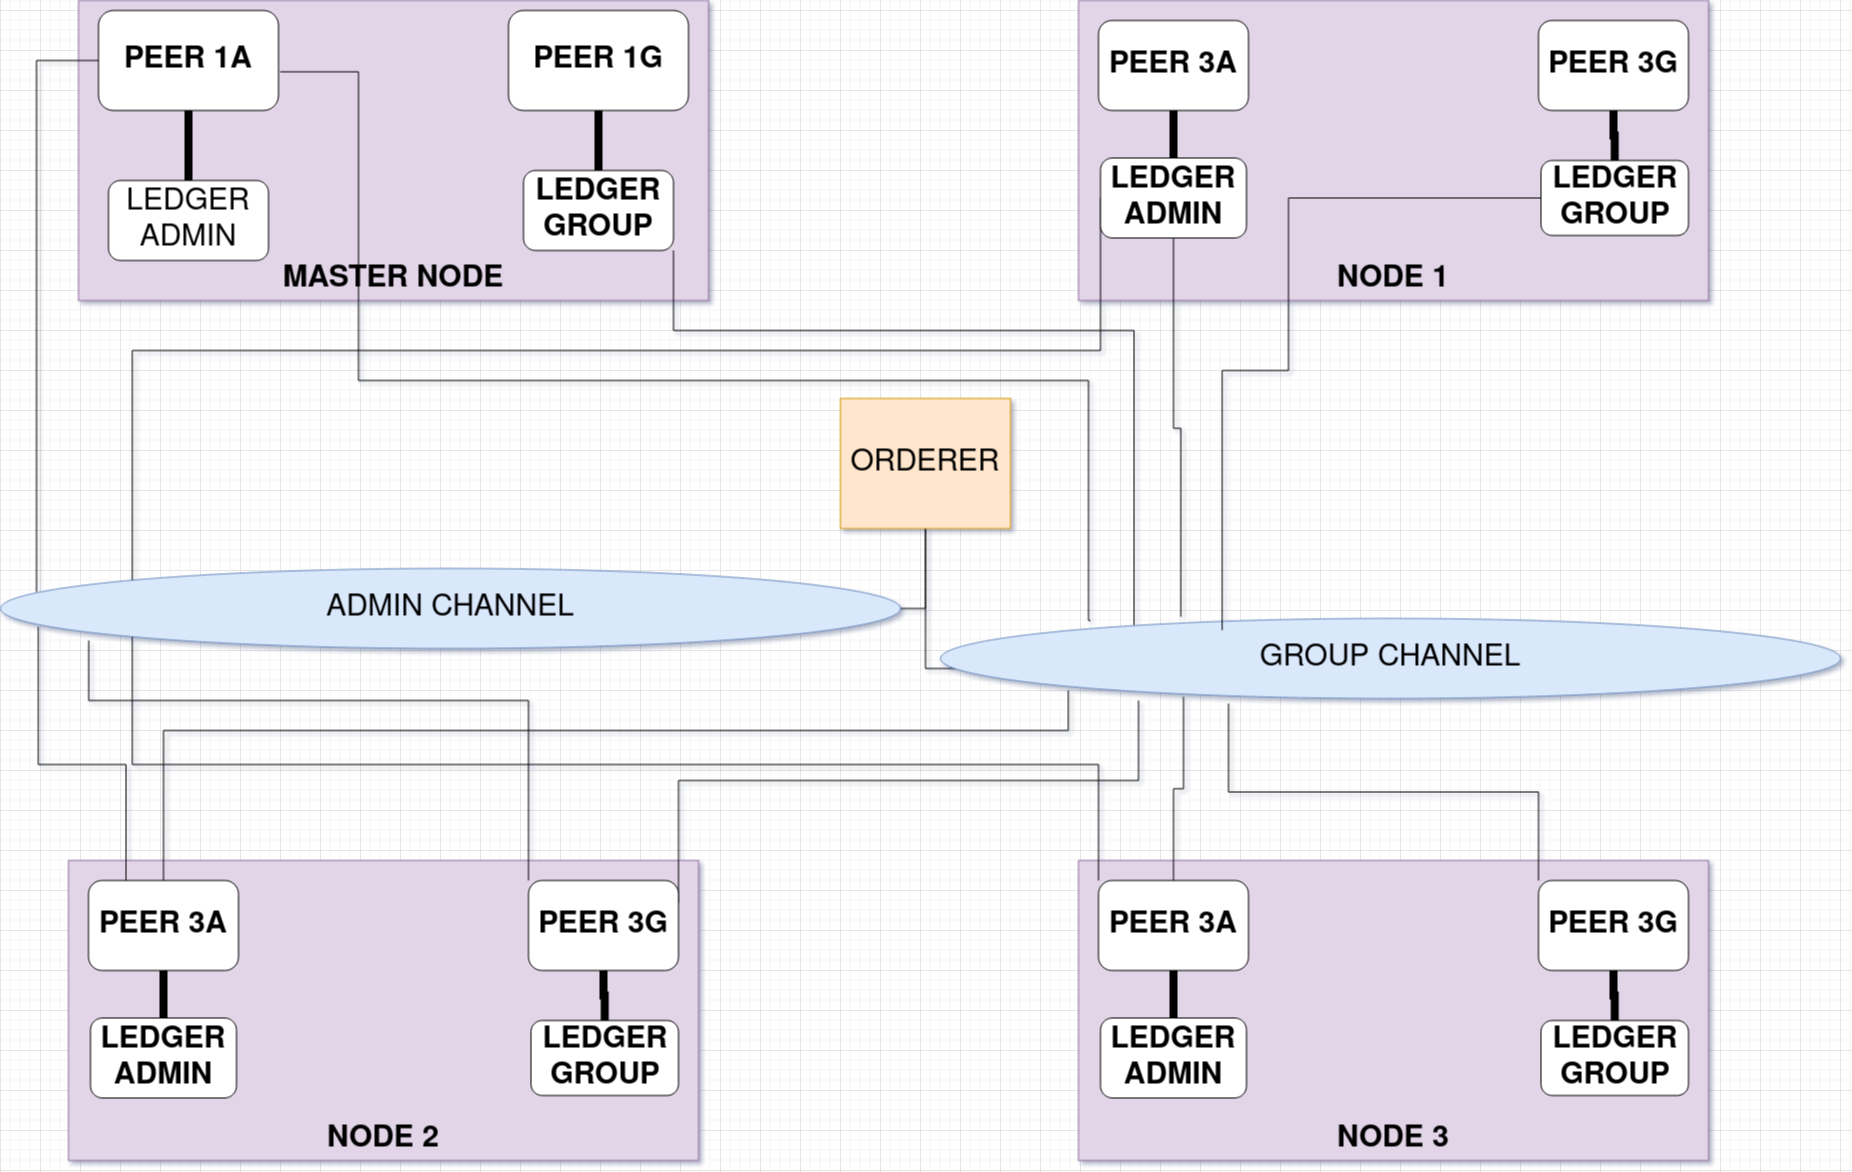 PEER 1A
PEER 1G
LEDGER
ADMIN
LEDGER
GROUP
MASTER NODE
PEER 3A
PEER 3G
LEDGER
ADMIN
LEDGER
GROUP
NODE 1
ORDERER
ADMIN CHANNEL
GROUP CHANNEL
PEER 3A
PEER 3G
LEDGER
ADMIN
LEDGER
GROUP
NODE 2
PEER 3A
PEER 3G
LEDGER
ADMIN
LEDGER
GROUP
NODE 3